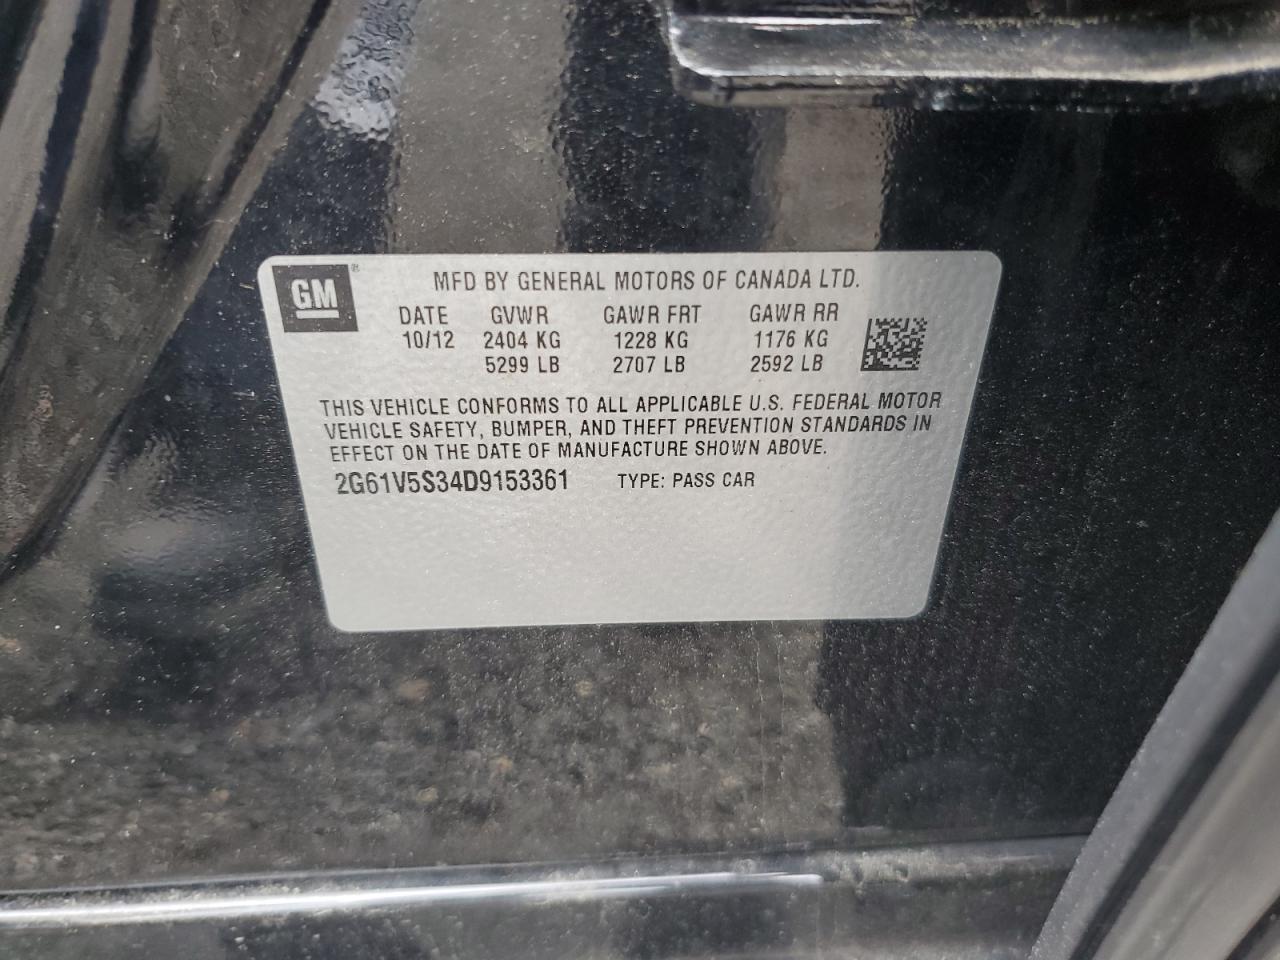 GM ®
MFD BY GENERAL MOTORS OF CANADA LTD.
DATE GVWR GAWR FRT GAWR RR
10/12 2404 KG 1228 KG 1176 KG
5299 LB 2707 LB 2592 LB
THIS VEHICLE CONFORMS TO ALL APPLICABLE U.S. FEDERAL MOTOR
VEHICLE SAFETY, BUMPER, AND THEFT PREVENTION STANDARDS IN
EFFECT ON THE DATE OF MANUFACTURE SHOWN ABOVE.
2G61V5S34D9153361 TYPE: PASS CAR